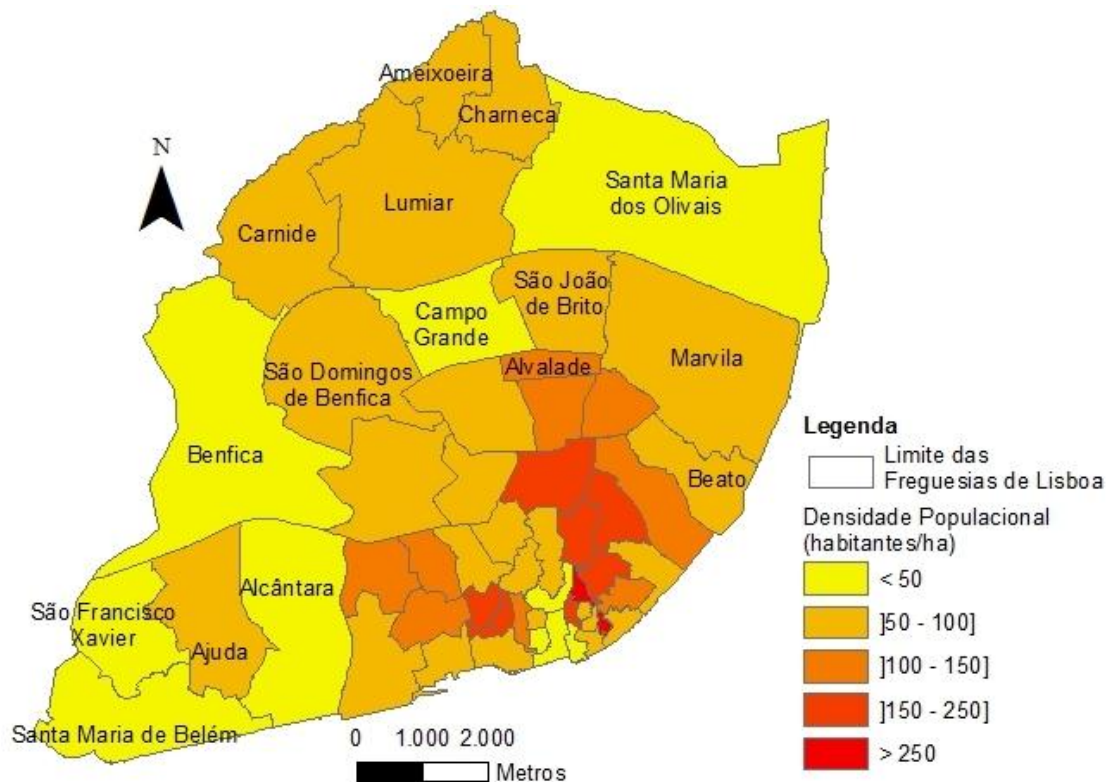 Ameixoeira
Charneca
N
Santa Maria
dos Olivais
Lumiar
Carnide
São João
de Brito
Campo
Grande
Marvila
Alvalade
São Domingos
de Benfica
Benfica
Beato
Alcântara
São Francisco
Xavier
Ajuda
Santa Maria de Belém
Legenda
Limite das
Freguesias de Lisboa
Densidade Populacional
(habitantes/ha)
< 50
]50 - 100]
]100 - 150]
]150 - 250]
> 250
0 1.000 2.000
Metros